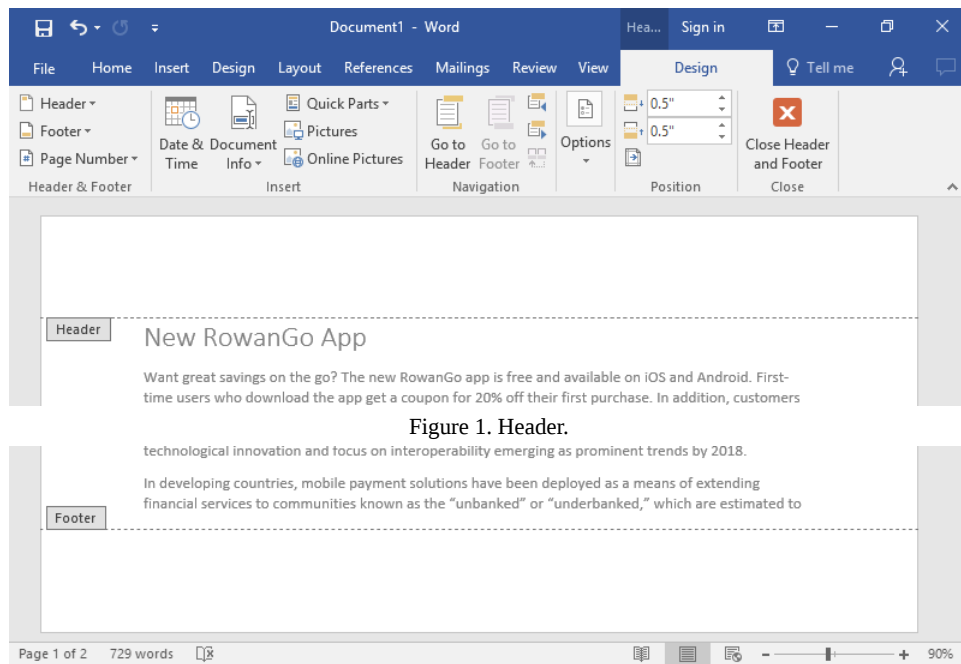 Document1 - Word
Hea... Sign in
File Home Insert Design Layout References Mailings Review View Design Tell me
Header
Footer
Page Number
Header & Footer
Date & Time
Document Info
Quick Parts
Pictures
Online Pictures
Insert
Go to Header
Go to Footer
Navigation
Options
0.5"
0.5"
Position
Close Header and Footer
Close
Header
New RowanGo App
Want great savings on the go? The new RowanGo app is free and available on iOS and Android. First-
time users who download the app get a coupon for 20% off their first purchase. In addition, customers
Figure 1. Header.
technological innovation and focus on interoperability emerging as prominent trends by 2018.
In developing countries, mobile payment solutions have been deployed as a means of extending
financial services to communities known as the “unbanked” or “underbanked,” which are estimated to
Footer
Page 1 of 2 729 words 90%